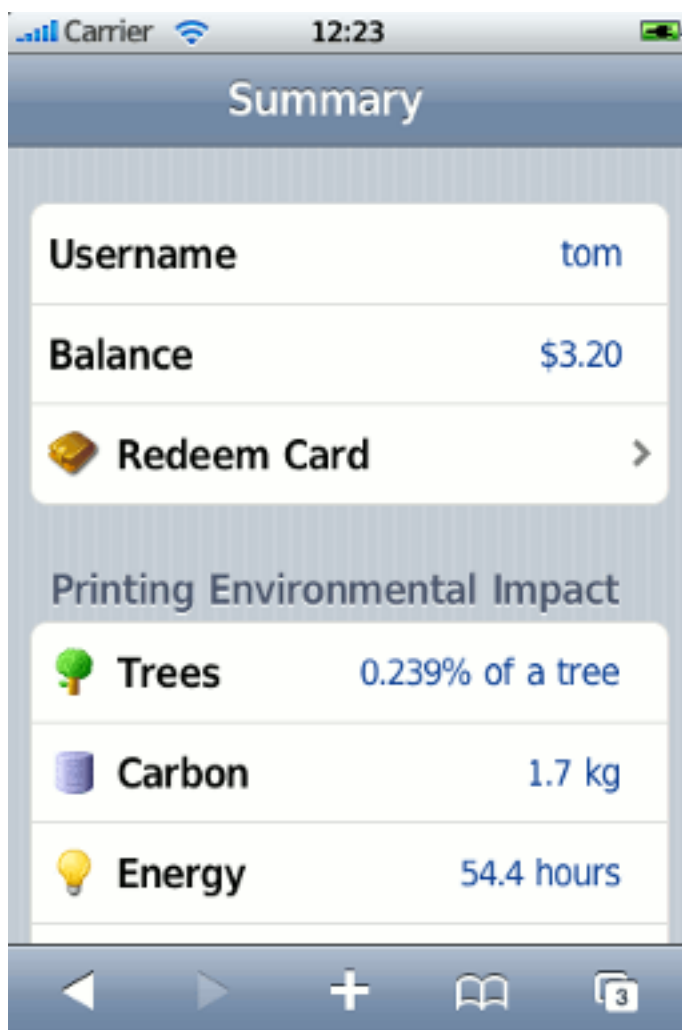 Carrier 12:23
Summary
Username tom
Balance $3.20
Redeem Card
Printing Environmental Impact
Trees 0.239% of a tree
Carbon 1.7 kg
Energy 54.4 hours
3